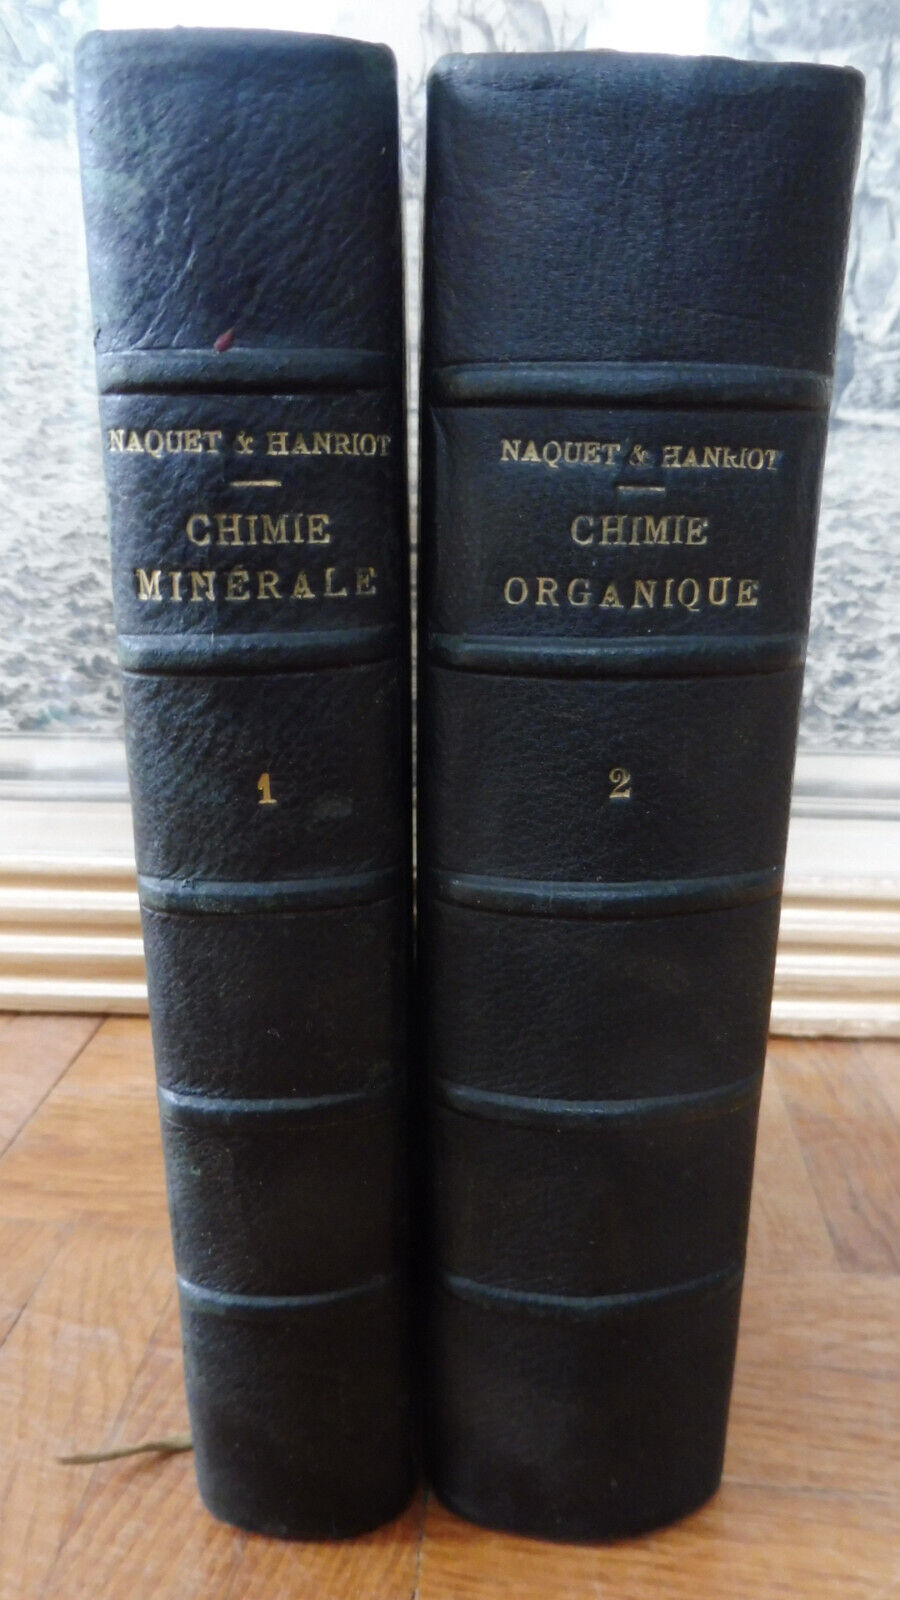 NAQUET & HANRIOT
CHIMIE
MINÉRALE
1
NAQUET & HANRIOT
CHIMIE
ORGANIQUE
2